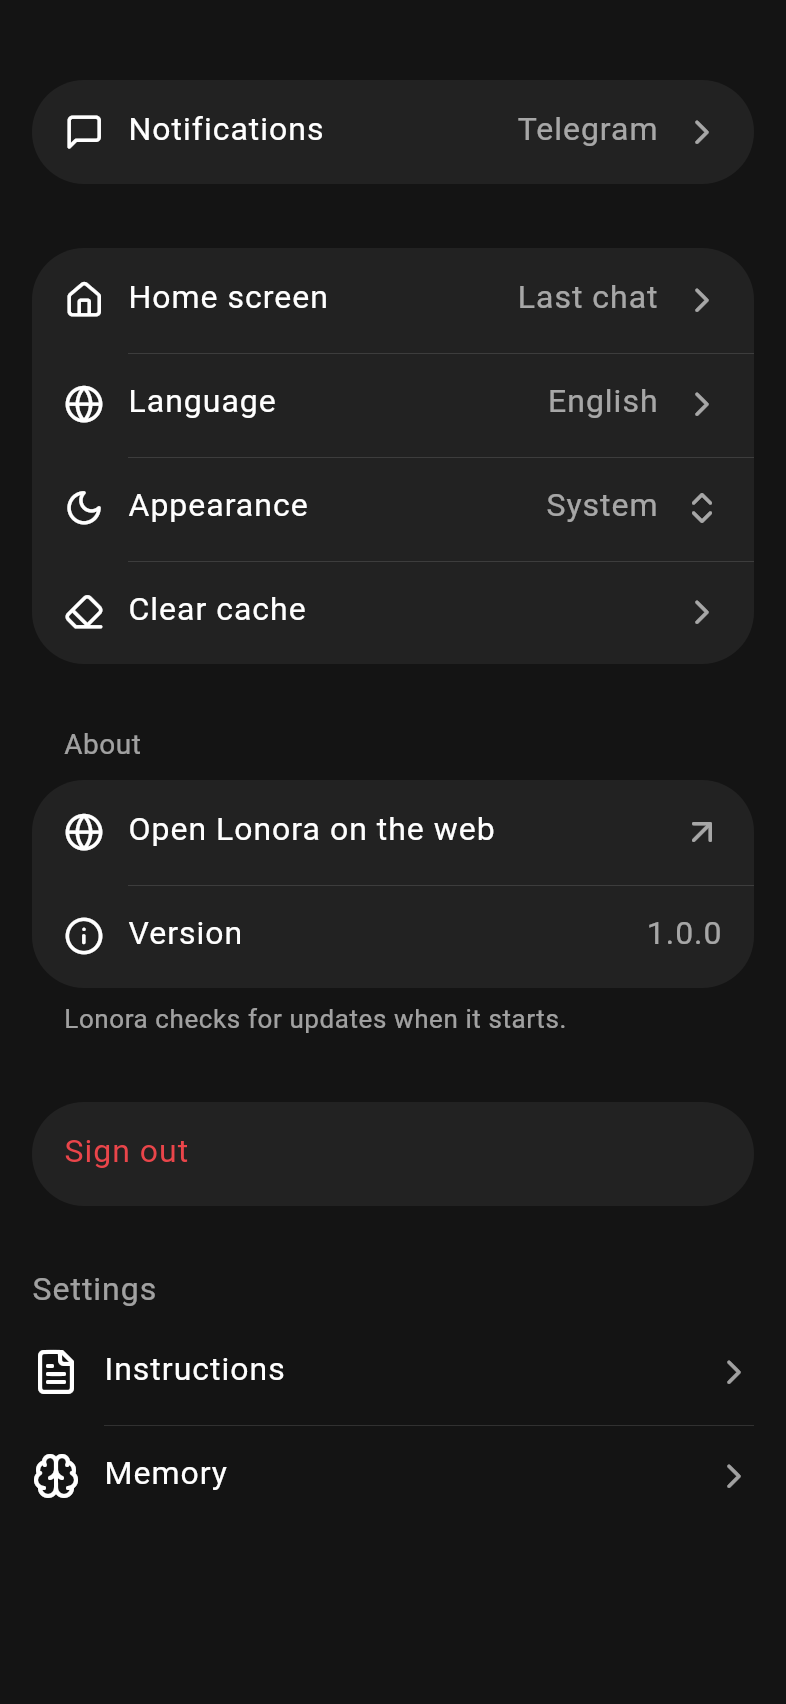 Notifications Telegram
Home screen Last chat
Language English
Appearance System
Clear cache
About
Open Lonora on the web
Version 1.0.0
Lonora checks for updates when it starts.
Sign out
Settings
Instructions
Memory